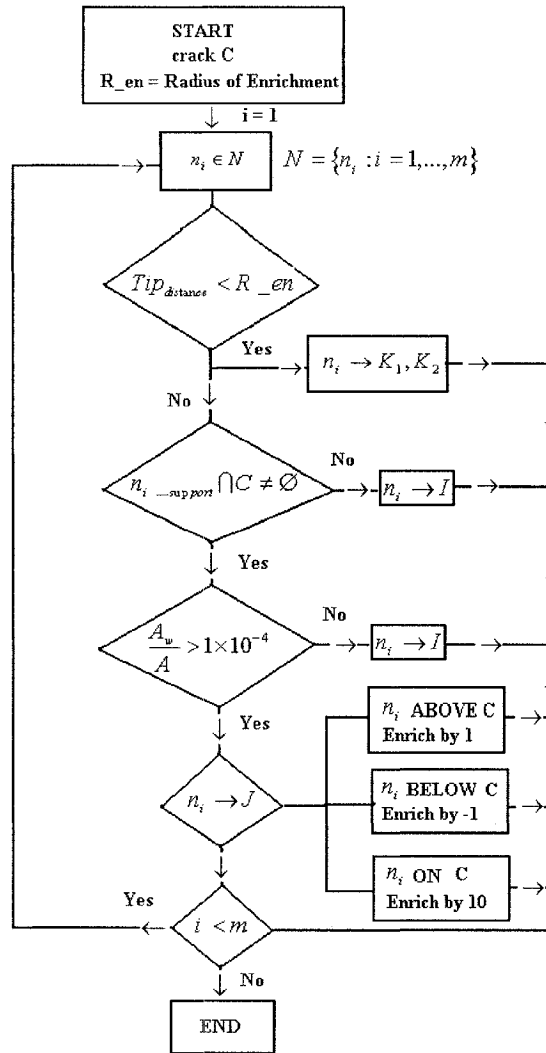 START
crack C
R_en = Radius of Enrichment
i = 1
n_i ∈ N
N = {n_i : i = 1,...,m}
Tip_distance < R_en
Yes
n_i → K_1, K_2
No
n_i_support ⋂ C ≠ Ø
No
n_i → I
Yes
A_w / A > 1×10^-4
No
n_i → I
Yes
n_i ABOVE C
Enrich by 1
n_i → J
n_i BELOW C
Enrich by -1
n_i ON C
Enrich by 10
Yes
i < m
No
END